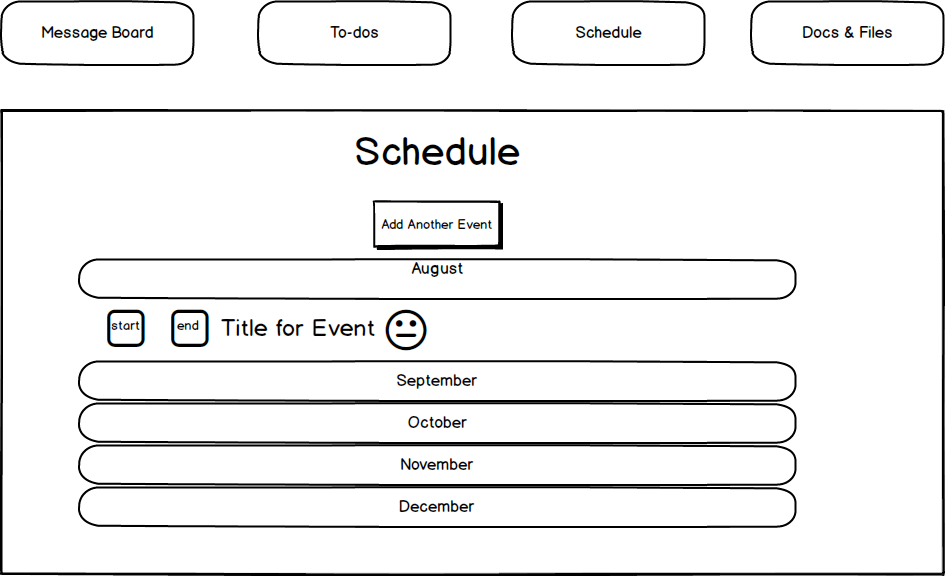 Message Board
To-dos
Schedule
Docs & Files
Schedule
Add Another Event
August
start end Title for Event
September
October
November
December